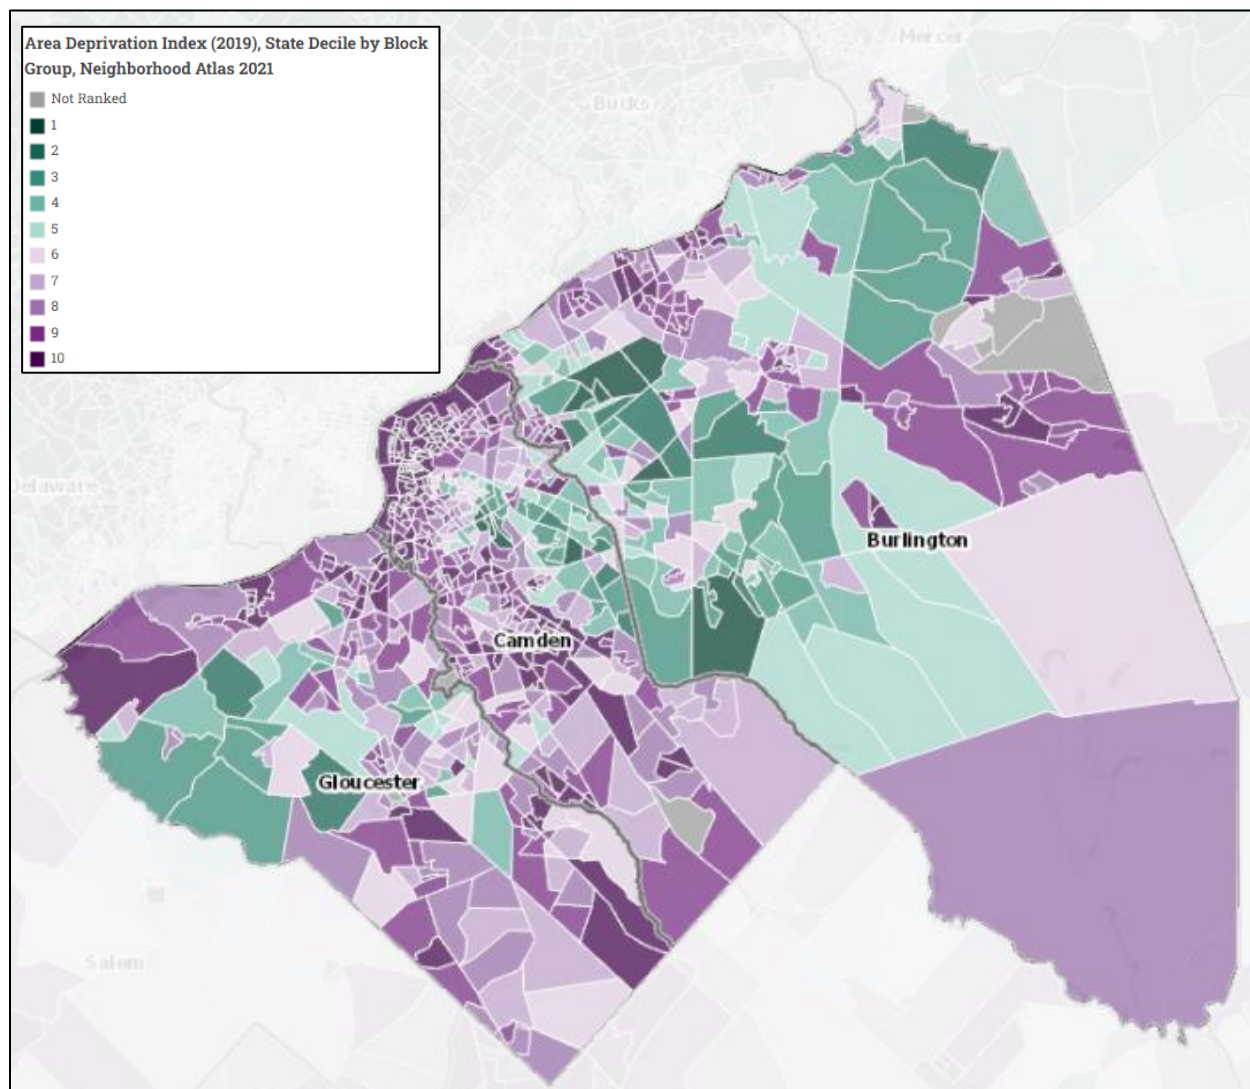 Area Deprivation Index (2019), State Decile by Block
Group, Neighborhood Atlas 2021
Not Ranked
1
2
3
4
5
6
7
8
9
10
Mercer
Bucks
Delaware
Burlington
Camden
Gloucester
Salem